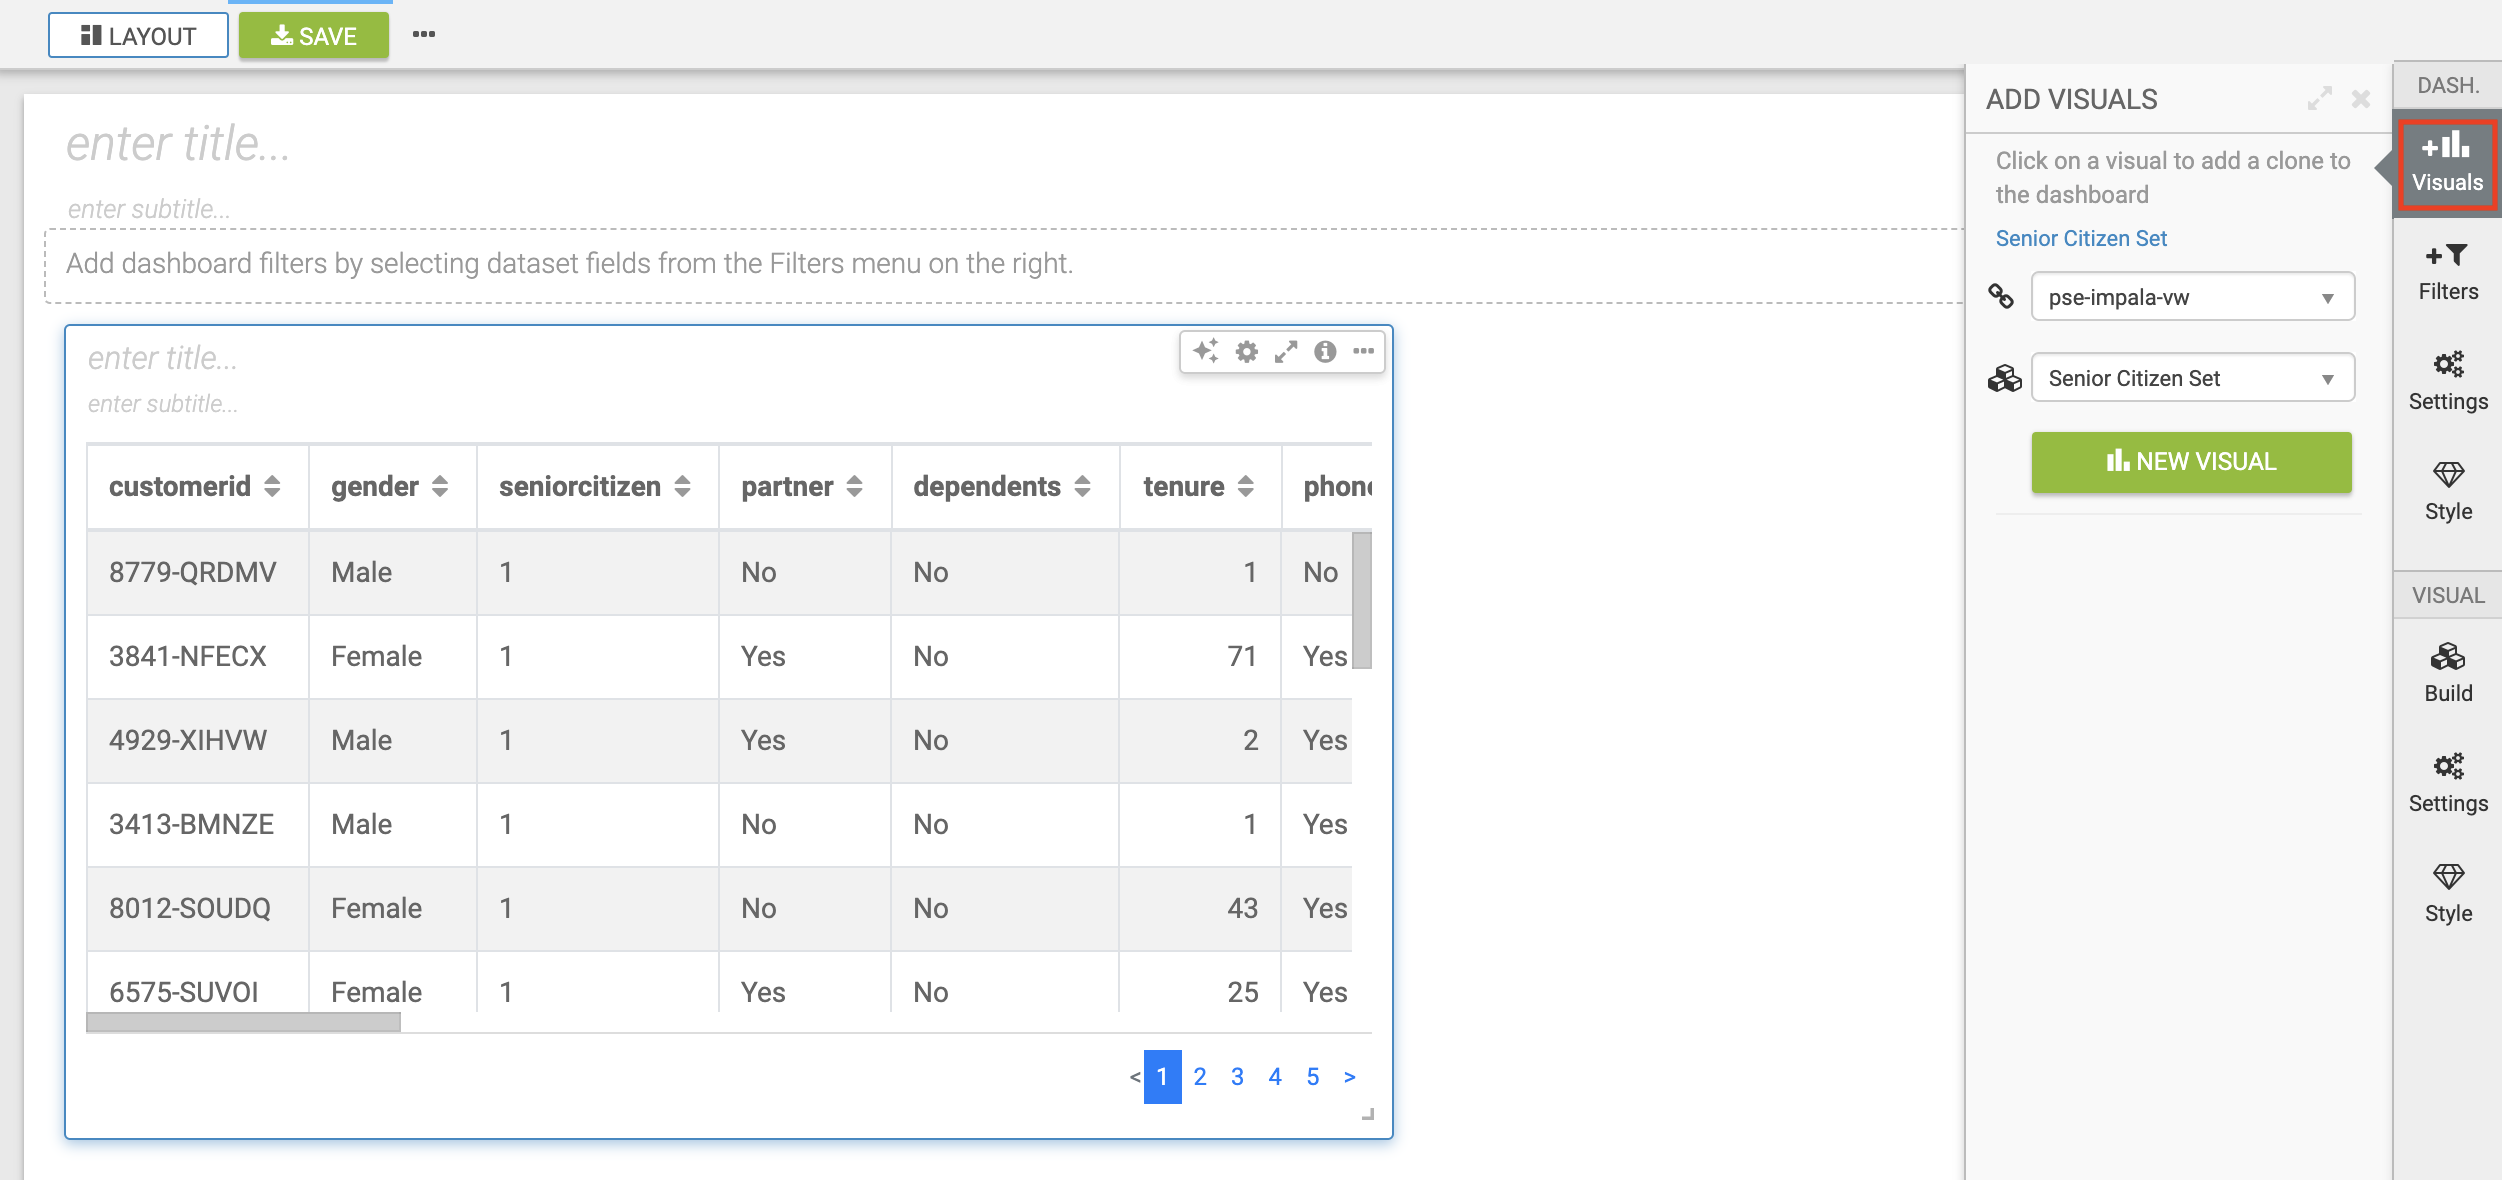 LAYOUT SAVE
enter title...
enter subtitle...
Add dashboard filters by selecting dataset fields from the Filters menu on the right.
enter title...
enter subtitle...
customerid gender seniorcitizen partner dependents tenure phone
8779-QRDMV Male 1 No No 1 No
3841-NFECX Female 1 Yes No 71 Yes
4929-XIHVW Male 1 Yes No 2 Yes
3413-BMNZE Male 1 No No 1 Yes
8012-SOUDQ Female 1 No No 43 Yes
6575-SUVOI Female 1 Yes No 25 Yes
< 1 2 3 4 5 >
ADD VISUALS
Click on a visual to add a clone to
the dashboard
Senior Citizen Set
pse-impala-vw
Senior Citizen Set
NEW VISUAL
DASH.
Visuals
Filters
Settings
Style
VISUAL
Build
Settings
Style